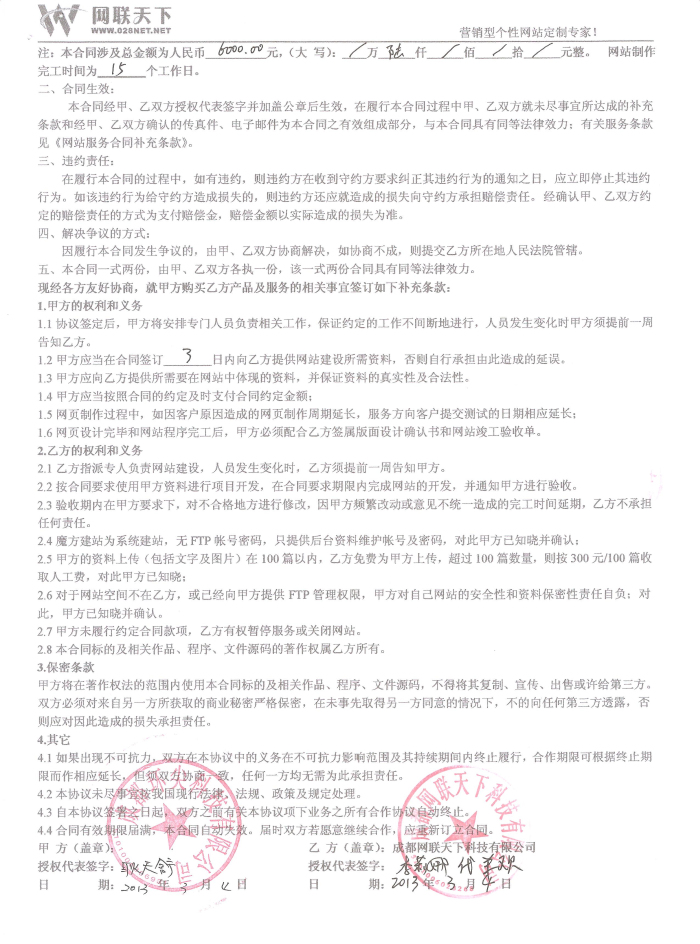 网联天下
WWW.028NET.NET
营销型个性网站定制专家!
注：本合同涉及总金额为人民币 6000.00 元,（大 写）: / 万 陆 仟 / 佰 / 拾 / 元整。 网站制作
完工时间为 15 个工作日。
二、合同生效:
本合同经甲、乙双方授权代表签字并加盖公章后生效，在履行本合同过程中甲、乙双方就未尽事宜所达成的补充
条款和经甲、乙双方确认的传真件、电子邮件为本合同之有效组成部分，与本合同具有同等法律效力；有关服务条款
见《网站服务合同补充条款》。
三、违约责任:
在履行本合同的过程中，如有违约，则违约方在收到守约方要求纠正其违约行为的通知之日，应立即停止其违约
行为。如该违约行为给守约方造成损失的，则违约方还应就造成的损失向守约方承担赔偿责任。经确认甲、乙双方约
定的赔偿责任的方式为支付赔偿金，赔偿金额以实际造成的损失为准。
四、解决争议的方式:
因履行本合同发生争议的，由甲、乙双方协商解决，如协商不成，则提交乙方所在地人民法院管辖。
五、本合同一式两份，由甲、乙双方各执一份，该一式两份合同具有同等法律效力。
现经各方友好协商，就甲方购买乙方产品及服务的相关事宜签订如下补充条款:
1.甲方的权利和义务
1.1 协议签定后，甲方将安排专门人员负责相关工作，保证约定的工作不间断地进行，人员发生变化时甲方须提前一周
告知乙方。
1.2 甲方应当在合同签订 3 日内向乙方提供网站建设所需资料，否则自行承担由此造成的延误。
1.3 甲方应向乙方提供所需要在网站中体现的资料，并保证资料的真实性及合法性。
1.4 甲方应当按照合同的约定及时支付合同约定金额;
1.5 网页制作过程中，如因客户原因造成的网页制作周期延长，服务方向客户提交测试的日期相应延长;
1.6 网页设计完毕和网站程序完工后，甲方必须配合乙方签属版面设计确认书和网站竣工验收单。
2.乙方的权利和义务
2.1 乙方指派专人负责网站建设，人员发生变化时，乙方须提前一周告知甲方。
2.2 按合同要求使用甲方资料进行项目开发，在合同要求期限内完成网站的开发，并通知甲方进行验收。
2.3 验收期内在甲方要求下，对不合格地方进行修改，因甲方频繁改动或意见不统一造成的完工时间延期，乙方不承担
任何责任。
2.4 魔方建站为系统建站，无 FTP 帐号密码，只提供后台资料维护帐号及密码，对此甲方已知晓并确认;
2.5 甲方的资料上传（包括文字及图片）在 100 篇以内，乙方免费为甲方上传，超过 100 篇数量，则按 300 元/100 篇收
取人工费，对此甲方已知晓;
2.6 对于网站空间不在乙方，或已经向甲方提供 FTP 管理权限，甲方对自己网站的安全性和资料保密性责任自负；对
此，甲方已知晓并确认。
2.7 甲方未履行约定合同款项，乙方有权暂停服务或关闭网站。
2.8 本合同标的及相关作品、程序、文件源码的著作权属乙方所有。
3.保密条款
甲方将在著作权法的范围内使用本合同标的及相关作品、程序、文件源码，不得将其复制、宣传、出售或许给第三方。
双方必须对来自另一方所获取的商业秘密严格保密，在未事先取得另一方同意的情况下，不的向任何第三方透露，否
则应对因此造成的损失承担责任。
4.其它
4.1 如果出现不可抗力，双方在本协议中的义务在不可抗力影响范围及其持续期间内终止履行，合作期限可根据终止期
限而作相应延长，但须双方协商一致，任何一方均无需为此承担责任。
4.2 本协议未尽事宜按我国现行法律、法规、政策及规定处理。
4.3 自本协议签署之日起，双方之前有关本协议项下业务之所有合作协议自动终止。
4.4 合同有效期限届满，本合同自动失效。届时双方若愿意继续合作，应重新订立合同。
甲 方（盖章）: 乙 方（盖章）: 成都网联天下科技有限公司
授权代表签字: 授权代表签字:
日 期: 2013 年 3 月 4 日 日 期: 2013 年 3 月 4 日